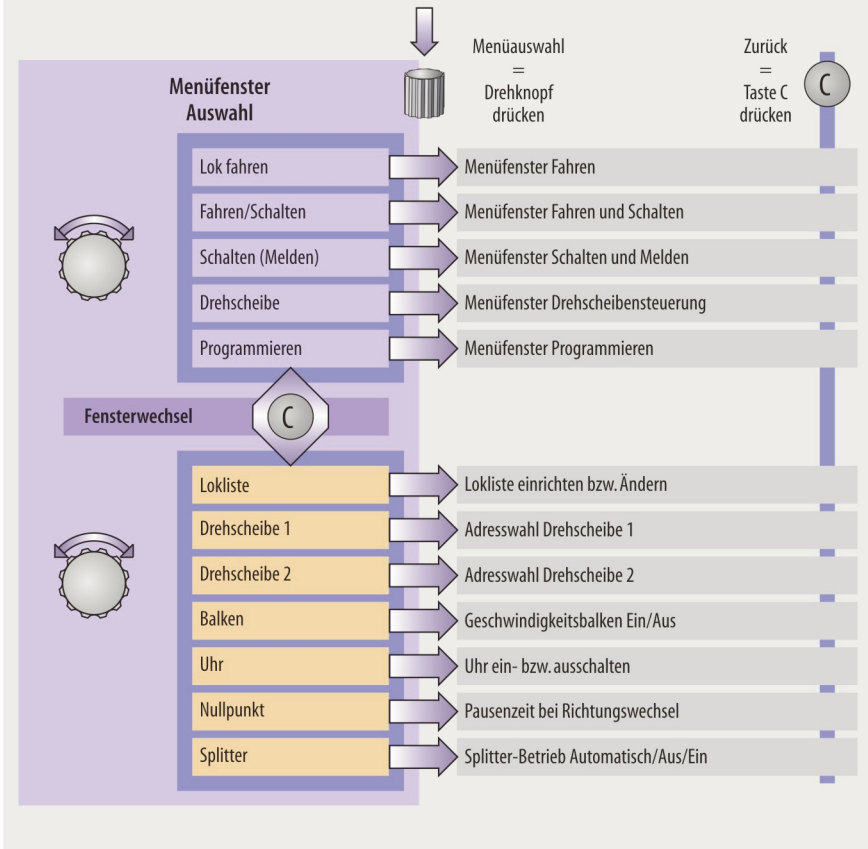 Menüauswahl
=
Drehknopf
drücken
Zurück
=
Taste C
drücken
C
Menüfenster
Auswahl
Lok fahren
Menüfenster Fahren
Fahren/Schalten
Menüfenster Fahren und Schalten
Schalten (Melden)
Menüfenster Schalten und Melden
Drehscheibe
Menüfenster Drehscheibensteuerung
Programmieren
Menüfenster Programmieren
Fensterwechsel
C
Lokliste
Lokliste einrichten bzw. Ändern
Drehscheibe 1
Adresswahl Drehscheibe 1
Drehscheibe 2
Adresswahl Drehscheibe 2
Balken
Geschwindigkeitsbalken Ein/Aus
Uhr
Uhr ein- bzw. ausschalten
Nullpunkt
Pausenzeit bei Richtungswechsel
Splitter
Splitter-Betrieb Automatisch/Aus/Ein